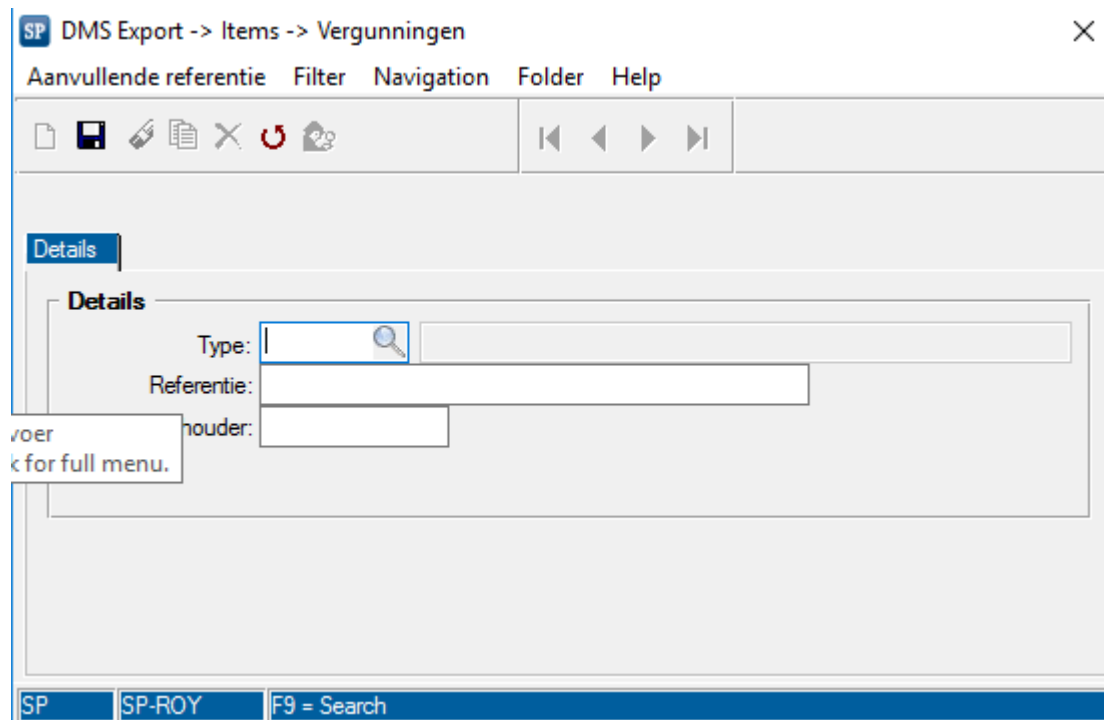 SP DMS Export -> Items -> Vergunningen
Aanvullende referentie Filter Navigation Folder Help
Details
Details
Type:
Referentie:
houder:
voer
k for full menu.
SP SP-ROY F9 = Search